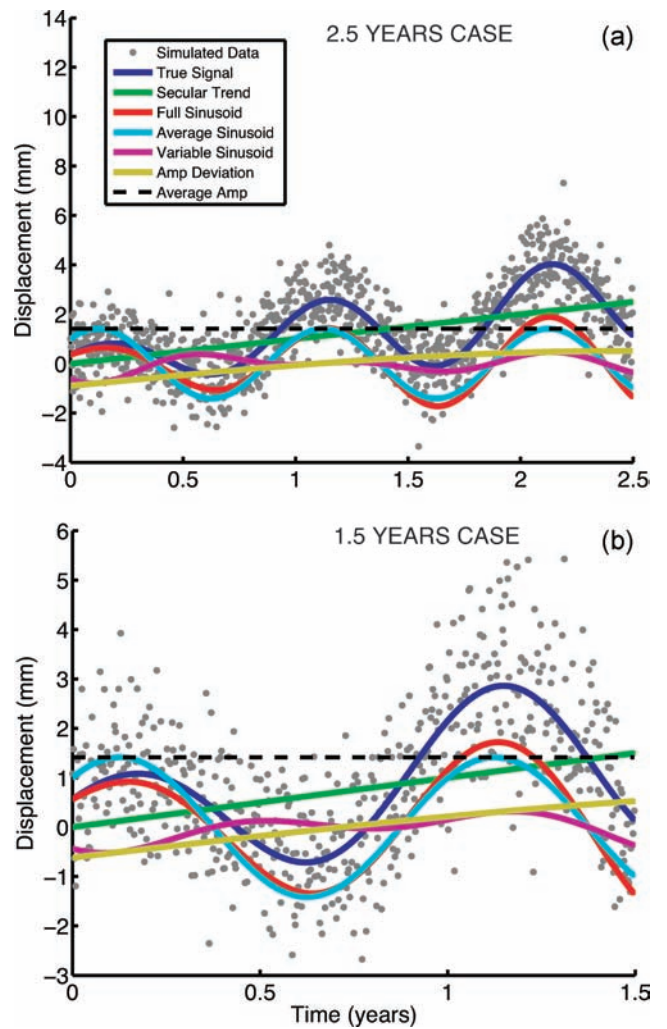 2.5 YEARS CASE
(a)
Simulated Data
True Signal
Secular Trend
Full Sinusoid
Average Sinusoid
Variable Sinusoid
Amp Deviation
Average Amp
Displacement (mm)
14
12
10
8
6
4
2
0
−2
−4
0
0.5
1
1.5
2
2.5
1.5 YEARS CASE
(b)
Displacement (mm)
6
5
4
3
2
1
0
−1
−2
−3
0
0.5
1
1.5
Time (years)